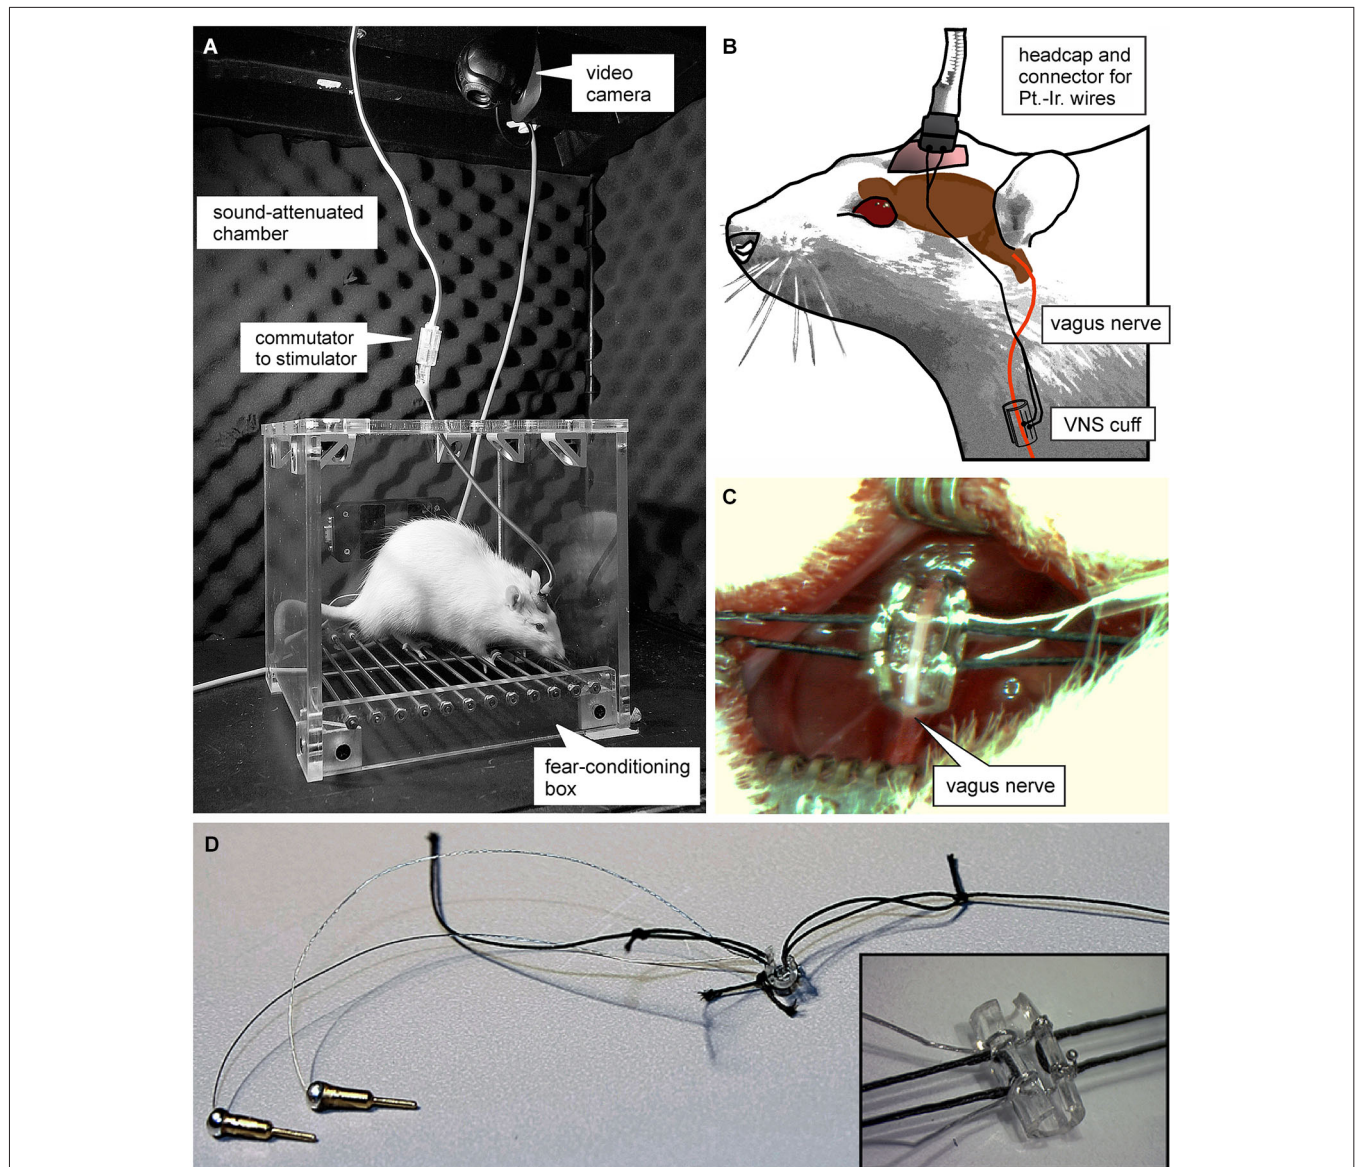 A
video
camera
sound-attenuated
chamber
commutator
to stimulator
fear-conditioning
box
B
headcap and
connector for
Pt.-Ir. wires
vagus nerve
VNS cuff
C
vagus nerve
D